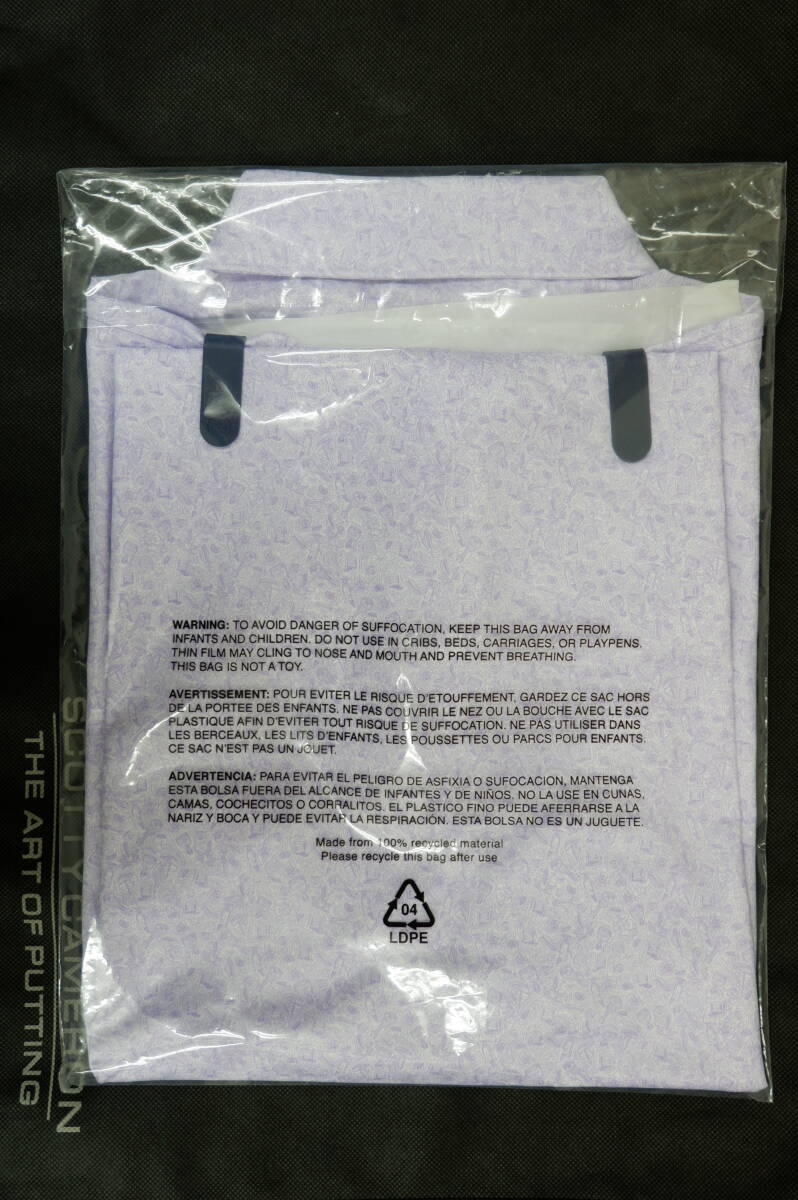 WARNING: TO AVOID DANGER OF SUFFOCATION, KEEP THIS BAG AWAY FROM
INFANTS AND CHILDREN. DO NOT USE IN CRIBS, BEDS, CARRIAGES, OR PLAYPENS.
THIN FILM MAY CLING TO NOSE AND MOUTH AND PREVENT BREATHING.
THIS BAG IS NOT A TOY.
AVERTISSEMENT: POUR EVITER LE RISQUE D'ETOUFFEMENT, GARDEZ CE SAC HORS
DE LA PORTEE DES ENFANTS. NE PAS COUVRIR LE NEZ OU LA BOUCHE AVEC LE SAC
PLASTIQUE AFIN D'EVITER TOUT RISQUE DE SUFFOCATION. NE PAS UTILISER DANS
LES BERCEAUX, LES LITS D'ENFANTS, LES POUSSETTES OU PARCS POUR ENFANTS.
CE SAC N'EST PAS UN JOUET.
ADVERTENCIA: PARA EVITAR EL PELIGRO DE ASFIXIA O SUFOCACION, MANTENGA
ESTA BOLSA FUERA DEL ALCANCE DE INFANTES Y DE NIÑOS. NO LA USE EN CUNAS,
CAMAS, COCHECITOS O CORRALITOS. EL PLASTICO FINO PUEDE AFERRARSE A LA
NARIZ Y BOCA Y PUEDE EVITAR LA RESPIRACIÓN. ESTA BOLSA NO ES UN JUGUETE.
Made from 100% recycled material
Please recycle this bag after use
04
LDPE
SCOTTY CAMERON
THE ART OF PUTTING